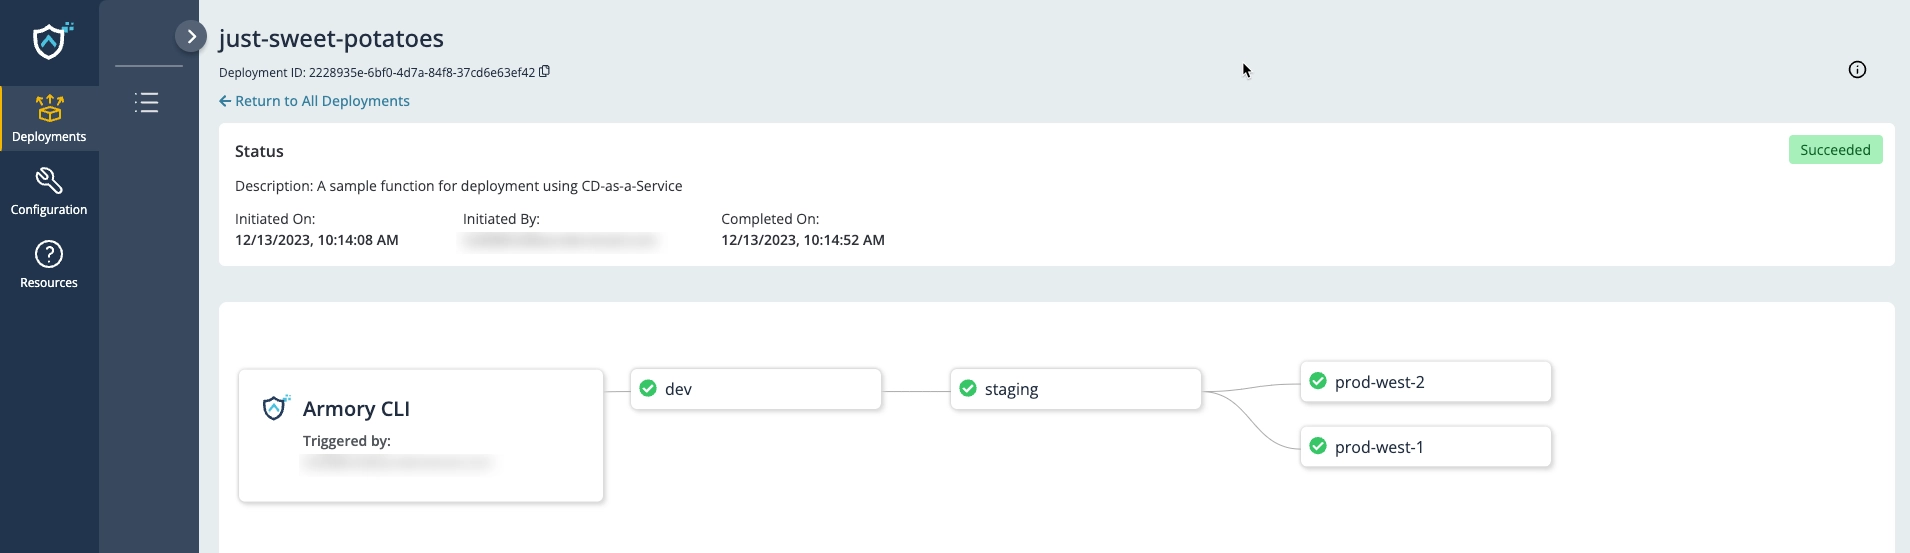 just-sweet-potatoes
Deployment ID: 2228935e-6bf0-4d7a-84f8-37cd6e63ef42
Return to All Deployments
Deployments
Configuration
Resources
Status
Succeeded
Description: A sample function for deployment using CD-as-a-Service
Initiated On:
12/13/2023, 10:14:08 AM
Initiated By:
Completed On:
12/13/2023, 10:14:52 AM
Armory CLI
Triggered by:
dev
staging
prod-west-2
prod-west-1